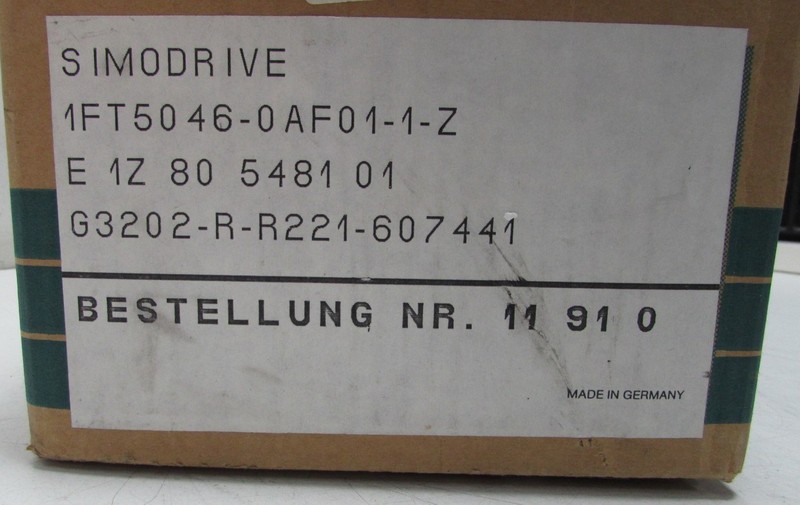 SIMODRIVE
1FT5046-0AF01-1-Z
E 1Z 80 5481 01
G3202-R-R221-607441
BESTELLUNG NR. 11 91 0
MADE IN GERMANY